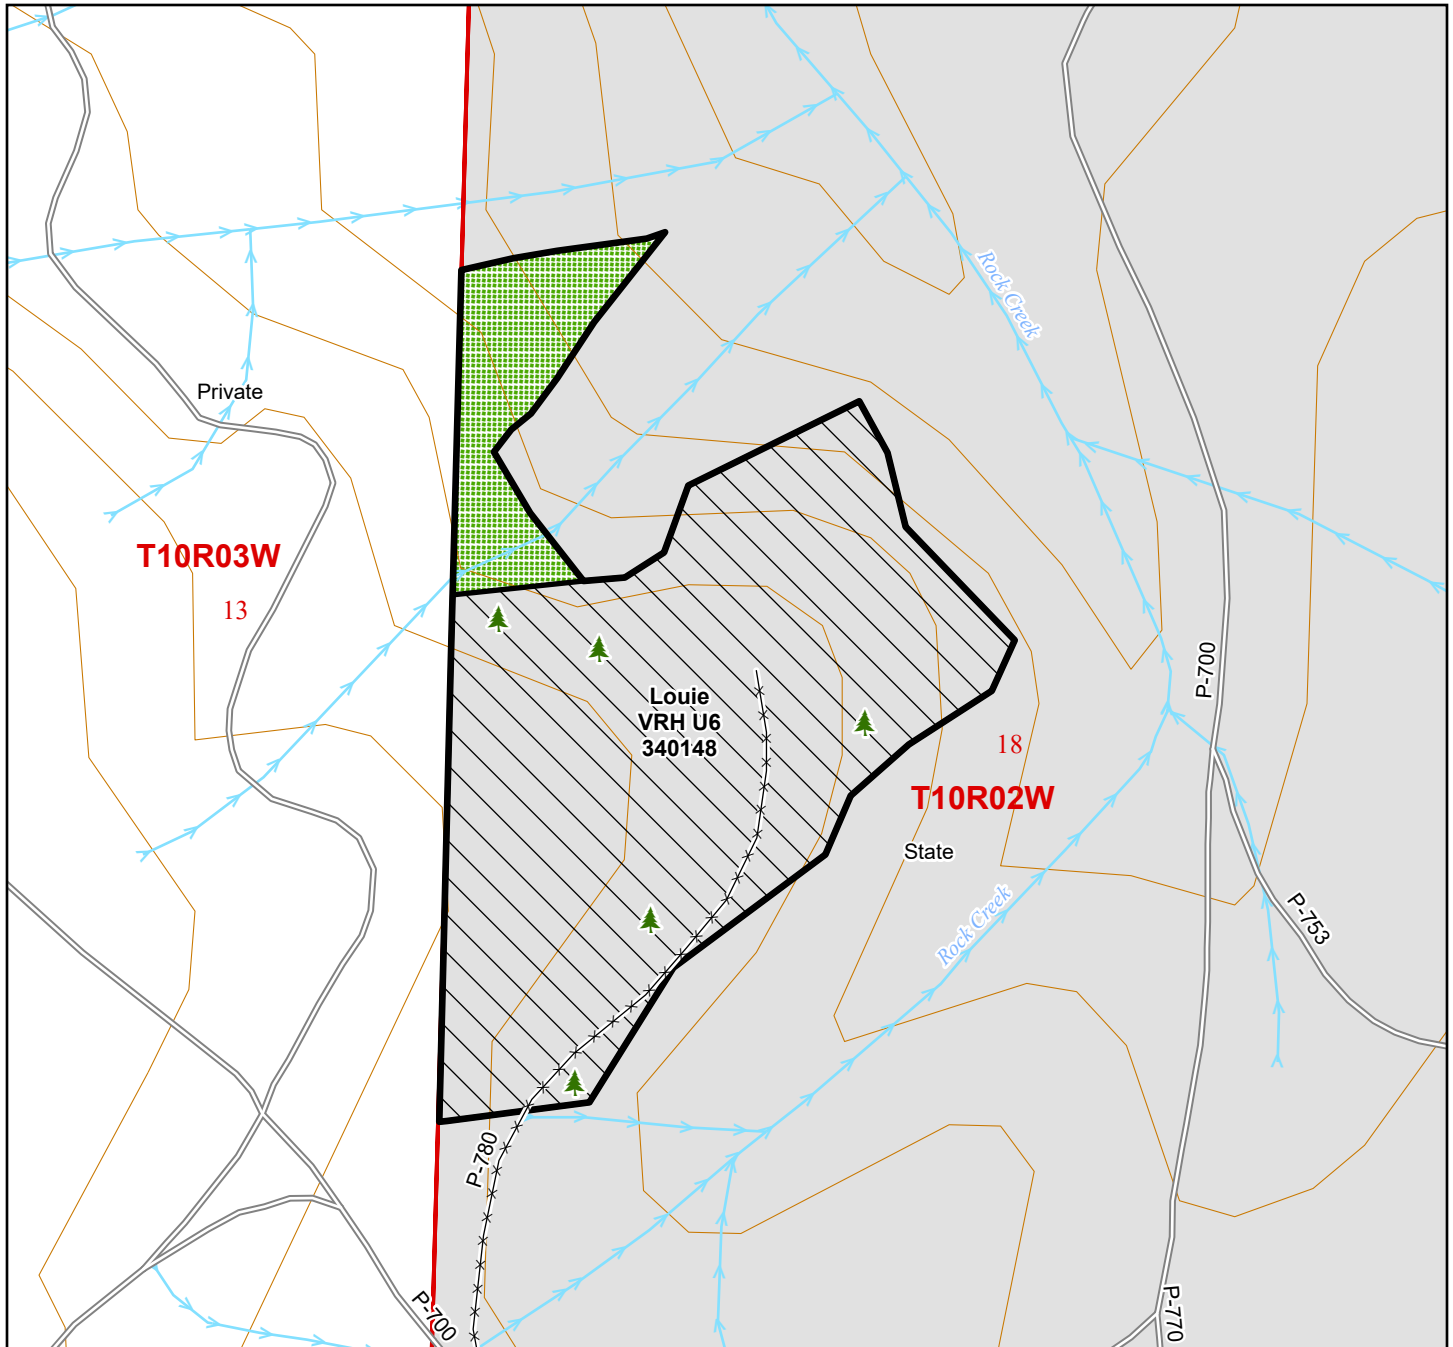 Rock Creek
Private
T10R03W
13
P-700
Louie
VRH U6
340148
18
T10R02W
State
Rock Creek
P-753
P-780
P-700
P-770